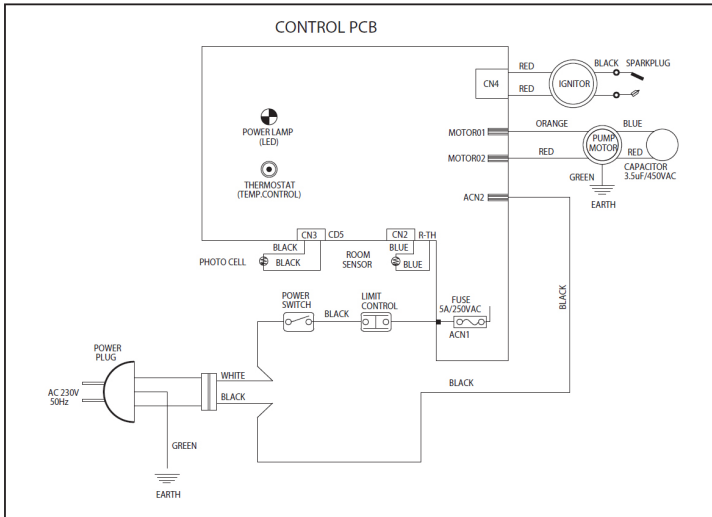 CONTROL PCB
RED
BLACK
SPARKPLUG
CN4
IGNITOR
RED
POWER LAMP
(LED)
THERMOSTAT
(TEMP.CONTROL)
MOTOR01
ORANGE
BLUE
PUMP
MOTOR
MOTOR02
RED
RED
CAPACITOR
3.5uF/450VAC
GREEN
EARTH
ACN2
CN3
CD5
CN2
R-TH
BLACK
BLUE
PHOTO CELL
BLACK
ROOM
SENSOR
BLUE
POWER
SWITCH
BLACK
LIMIT
CONTROL
FUSE
5A/250VAC
ACN1
BLACK
POWER
PLUG
AC 230V
50Hz
WHITE
BLACK
BLACK
GREEN
EARTH